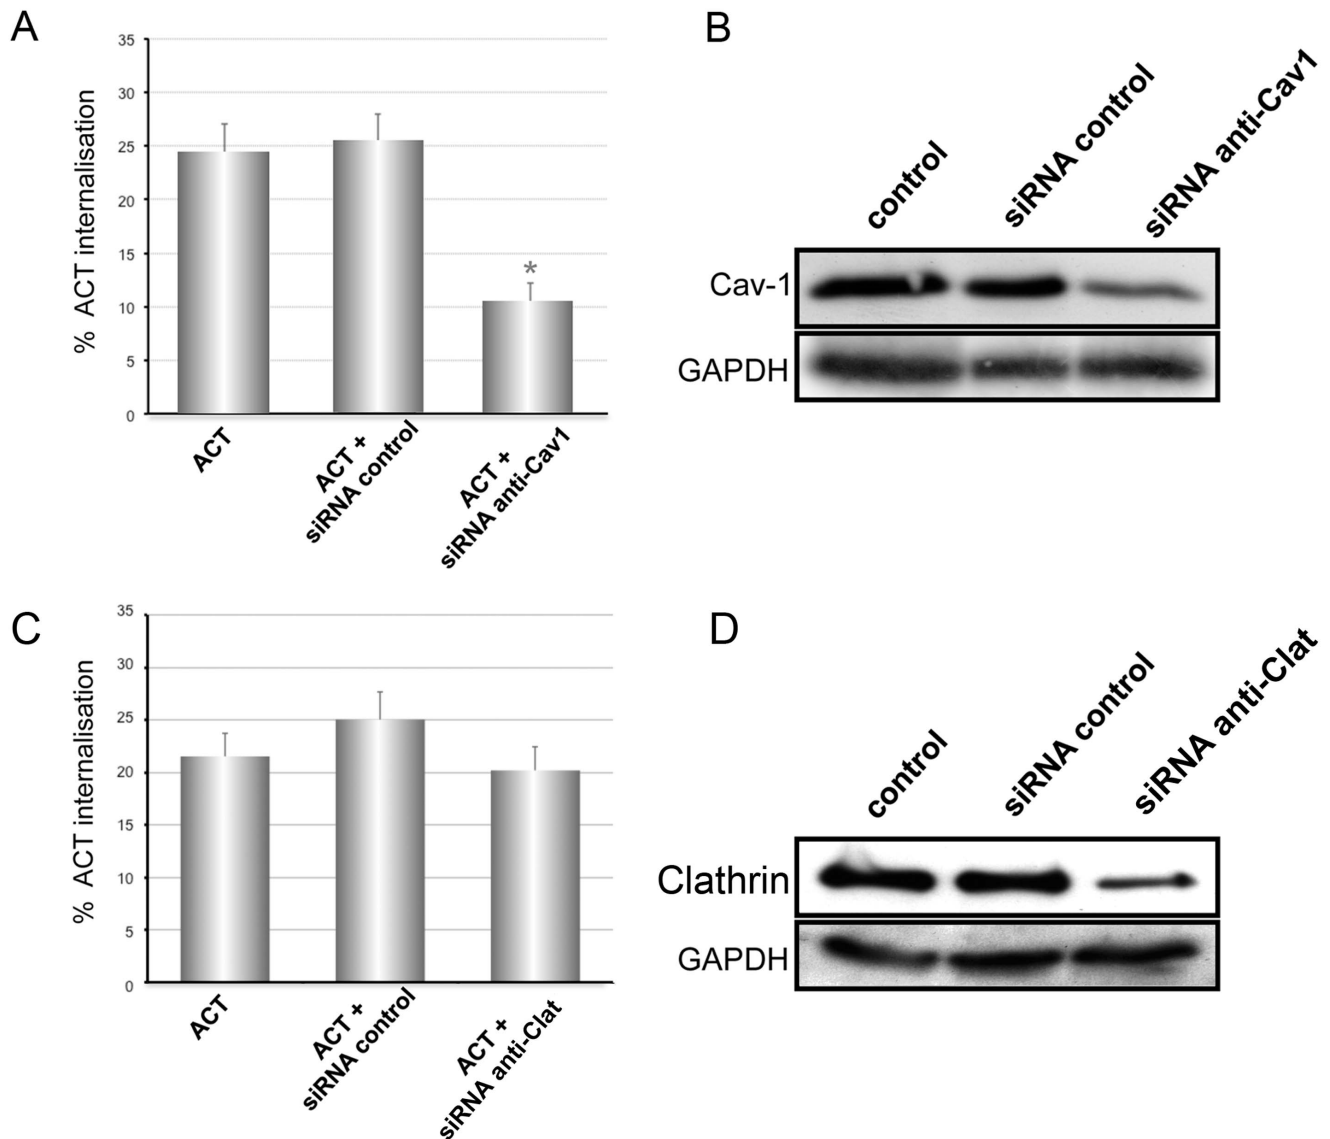 A
35
30
25
20
15
10
5
0
% ACT internalisation
*
ACT
ACT +
siRNA control
ACT +
siRNA anti-Cav1
B
control
siRNA control
siRNA anti-Cav1
Cav-1
GAPDH
C
35
30
25
20
15
10
5
0
% ACT internalisation
ACT
ACT +
siRNA control
ACT +
siRNA anti-Clat
D
control
siRNA control
siRNA anti-Clat
Clathrin
GAPDH